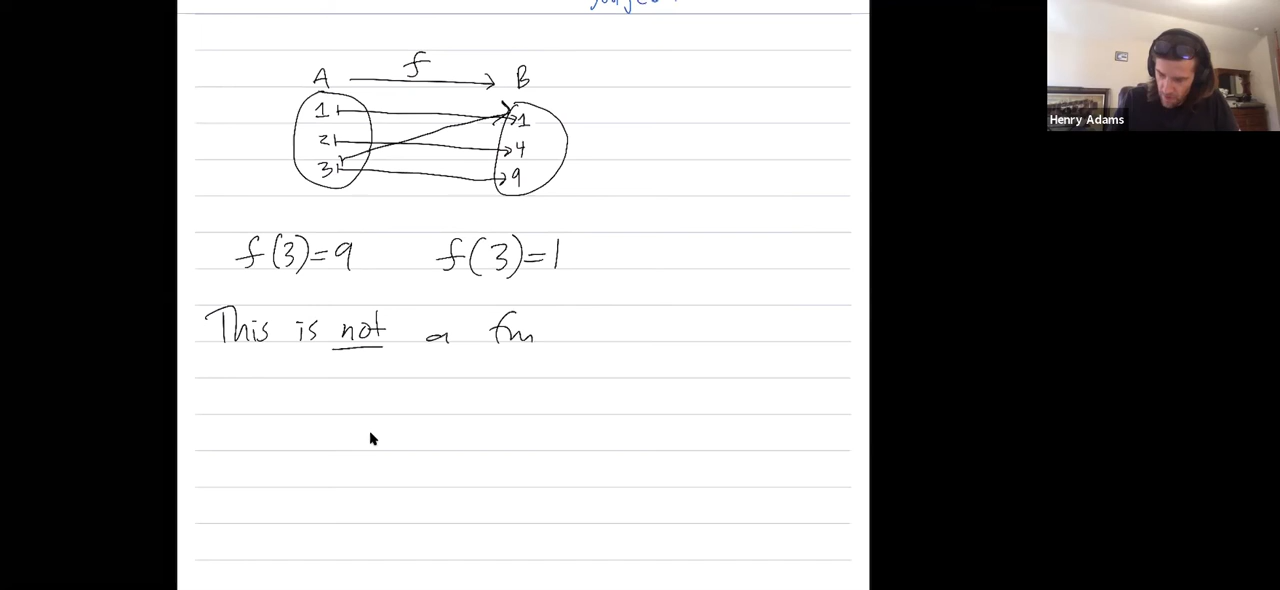 A f B
1 1
2 4
3 9
f(3)=9 f(3)=1
This is not a fn
Henry Adams